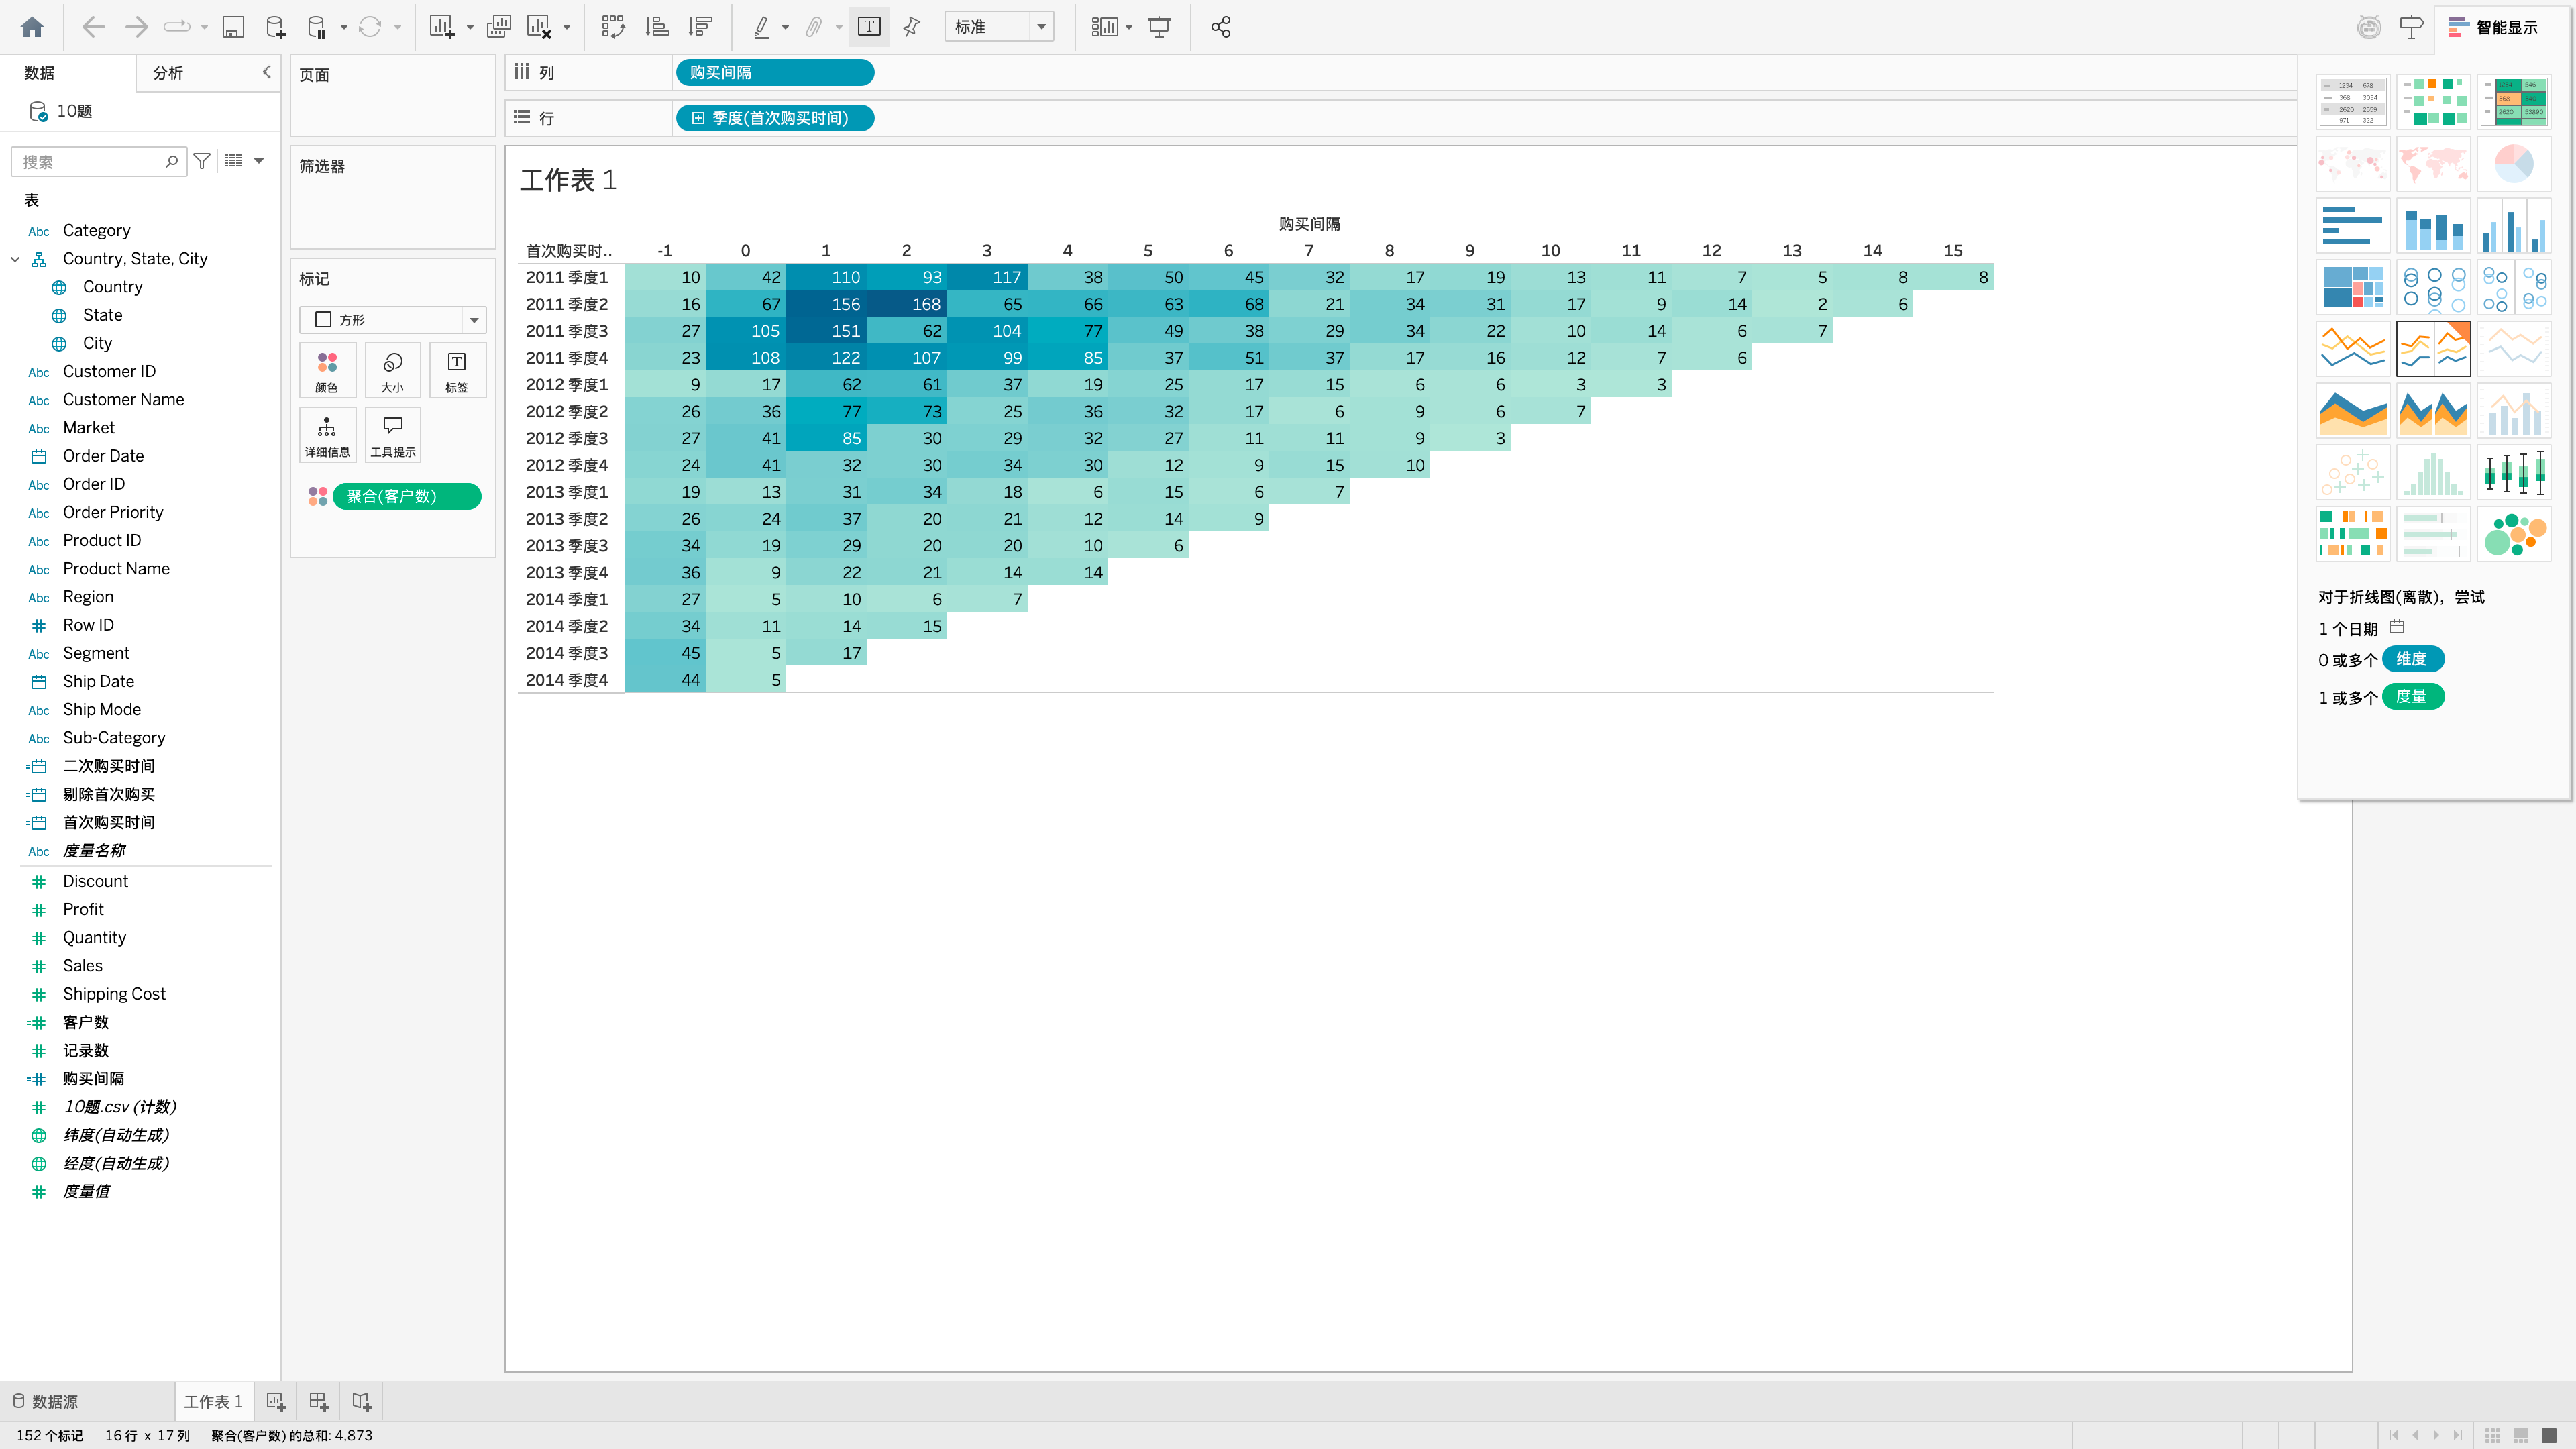 标准
智能显示
数据
分析
10题
搜索
表
Abc Category
Country, State, City
Country
State
City
Abc Customer ID
Abc Customer Name
Abc Market
Order Date
Abc Order ID
Abc Order Priority
Abc Product ID
Abc Product Name
Abc Region
Row ID
Abc Segment
Ship Date
Abc Ship Mode
Abc Sub-Category
二次购买时间
剔除首次购买
首次购买时间
Abc 度量名称
Discount
Profit
Quantity
Sales
Shipping Cost
客户数
记录数
购买间隔
10题.csv (计数)
纬度(自动生成)
经度(自动生成)
度量值
页面
筛选器
标记
方形
颜色 大小 标签
详细信息 工具提示
聚合(客户数)
列 购买间隔
行 季度(首次购买时间)
工作表 1
购买间隔
首次购买时.. -1 0 1 2 3 4 5 6 7 8 9 10 11 12 13 14 15
2011 季度1 10 42 110 93 117 38 50 45 32 17 19 13 11 7 5 8 8
2011 季度2 16 67 156 168 65 66 63 68 21 34 31 17 9 14 2 6
2011 季度3 27 105 151 62 104 77 49 38 29 34 22 10 14 6 7
2011 季度4 23 108 122 107 99 85 37 51 37 17 16 12 7 6
2012 季度1 9 17 62 61 37 19 25 17 15 6 6 3 3
2012 季度2 26 36 77 73 25 36 32 17 6 9 6 7
2012 季度3 27 41 85 30 29 32 27 11 11 9 3
2012 季度4 24 41 32 30 34 30 12 9 15 10
2013 季度1 19 13 31 34 18 6 15 6 7
2013 季度2 26 24 37 20 21 12 14 9
2013 季度3 34 19 29 20 20 10 6
2013 季度4 36 9 22 21 14 14
2014 季度1 27 5 10 6 7
2014 季度2 34 11 14 15
2014 季度3 45 5 17
2014 季度4 44 5
1234 678
368 3034
2620 2559
971 322
对于折线图(离散)，尝试
1 个日期
0 或多个 维度
1 或多个 度量
数据源
工作表 1
152 个标记 16 行 x 17 列 聚合(客户数) 的总和: 4,873